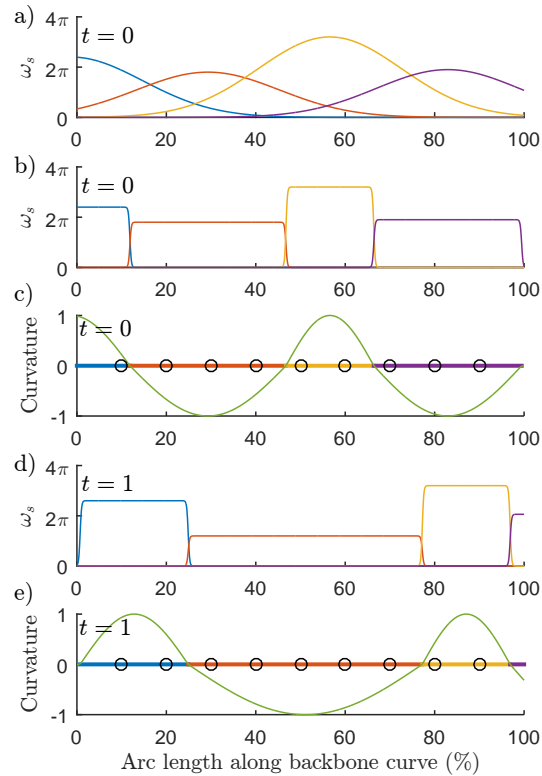 a)
t = 0
4π
2π
0
ωₛ
0 20 40 60 80 100
b)
t = 0
4π
2π
0
ωₛ
0 20 40 60 80 100
c)
t = 0
1
0
-1
Curvature
0 20 40 60 80 100
d)
t = 1
4π
2π
0
ωₛ
0 20 40 60 80 100
e)
t = 1
1
0
-1
Curvature
0 20 40 60 80 100
Arc length along backbone curve (%)